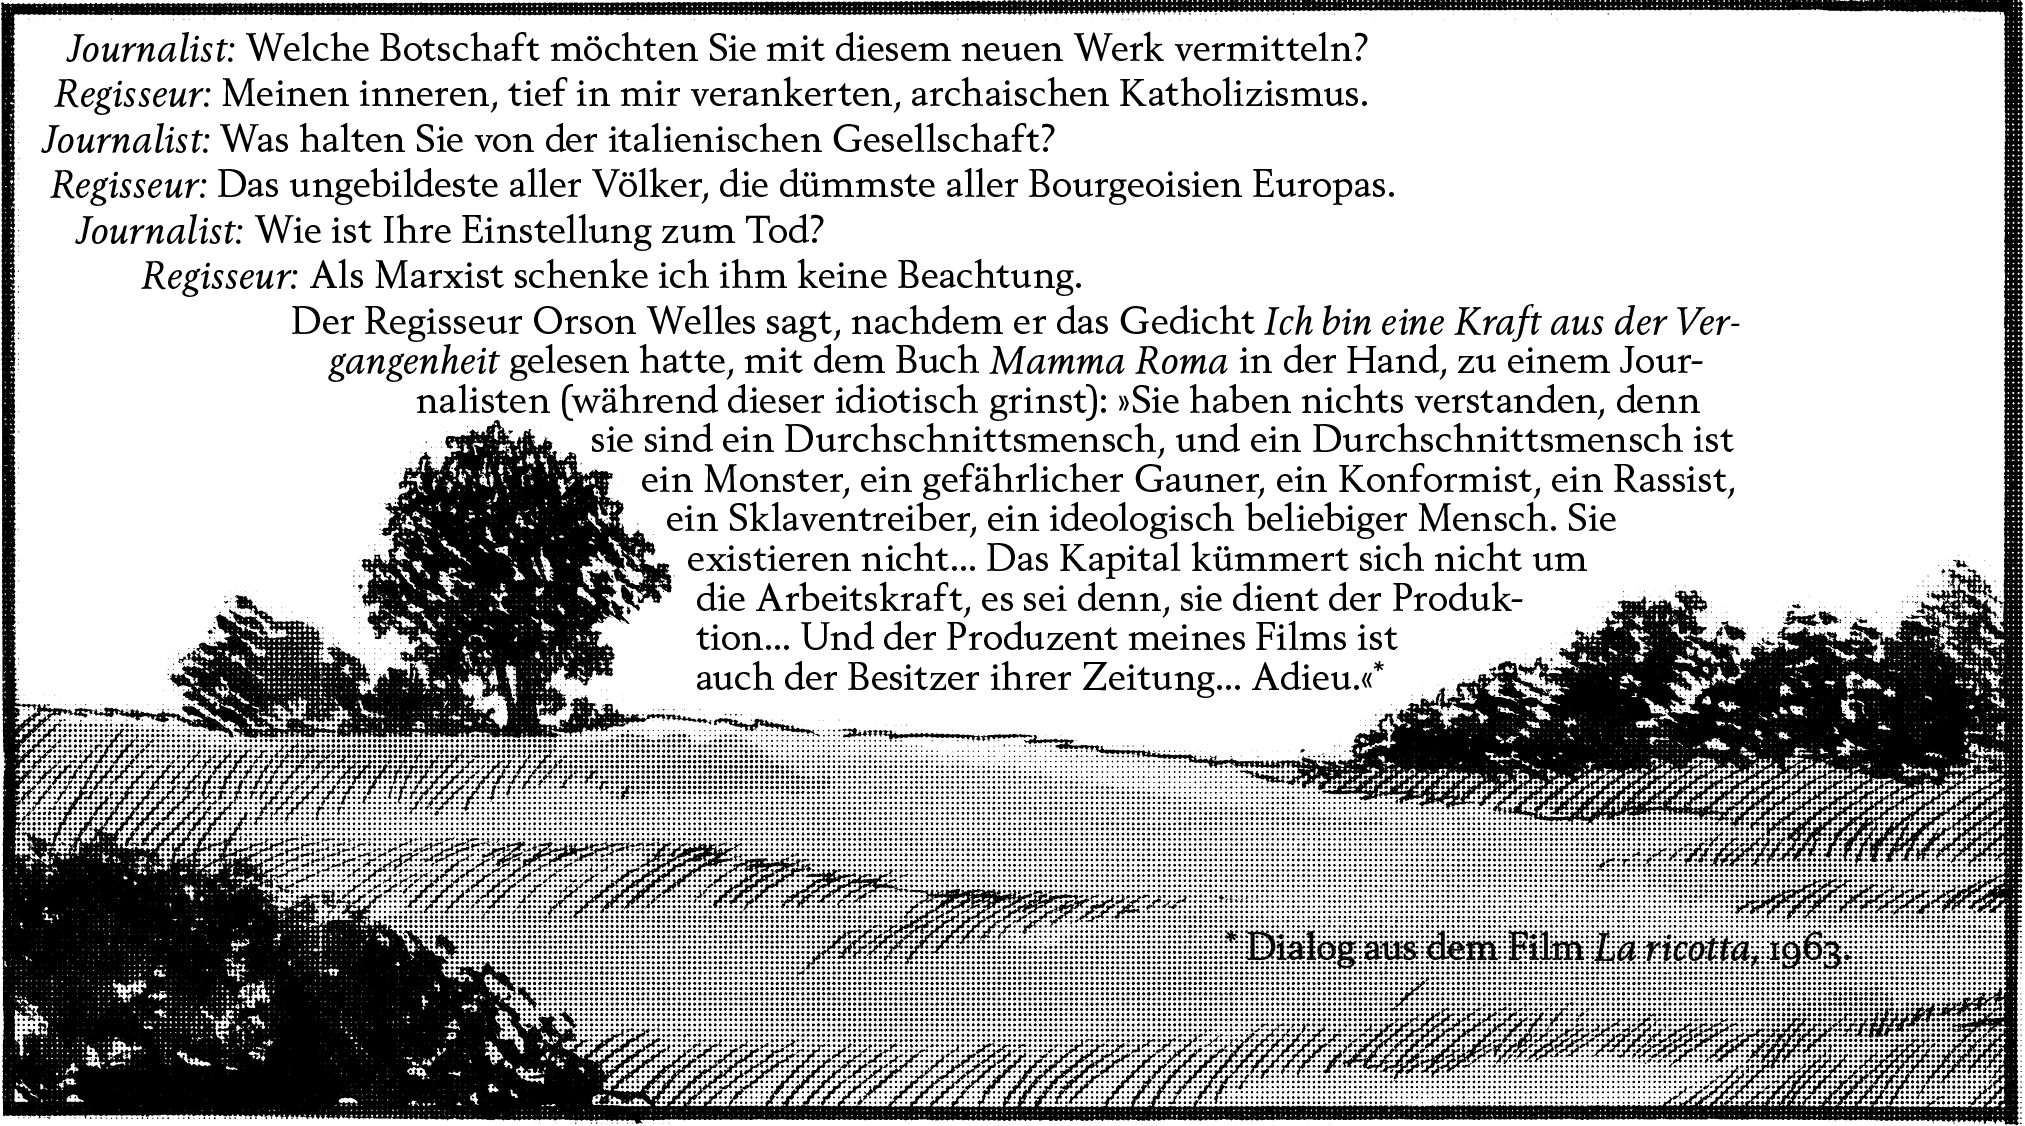 Journalist: Welche Botschaft möchten Sie mit diesem neuen Werk vermitteln?
Regisseur: Meinen inneren, tief in mir verankerten, archaischen Katholizismus.
Journalist: Was halten Sie von der italienischen Gesellschaft?
Regisseur: Das ungebildeste aller Völker, die dümmste aller Bourgeoisien Europas.
Journalist: Wie ist Ihre Einstellung zum Tod?
Regisseur: Als Marxist schenke ich ihm keine Beachtung.
Der Regisseur Orson Welles sagt, nachdem er das Gedicht Ich bin eine Kraft aus der Ver-
gangenheit gelesen hatte, mit dem Buch Mamma Roma in der Hand, zu einem Jour-
nalisten (während dieser idiotisch grinst): »Sie haben nichts verstanden, denn
sie sind ein Durchschnittsmensch, und ein Durchschnittsmensch ist
ein Monster, ein gefährlicher Gauner, ein Konformist, ein Rassist,
ein Sklaventreiber, ein ideologisch beliebiger Mensch. Sie
existieren nicht... Das Kapital kümmert sich nicht um
die Arbeitskraft, es sei denn, sie dient der Produk-
tion... Und der Produzent meines Films ist
auch der Besitzer ihrer Zeitung... Adieu.«*
* Dialog aus dem Film La ricotta, 1963.